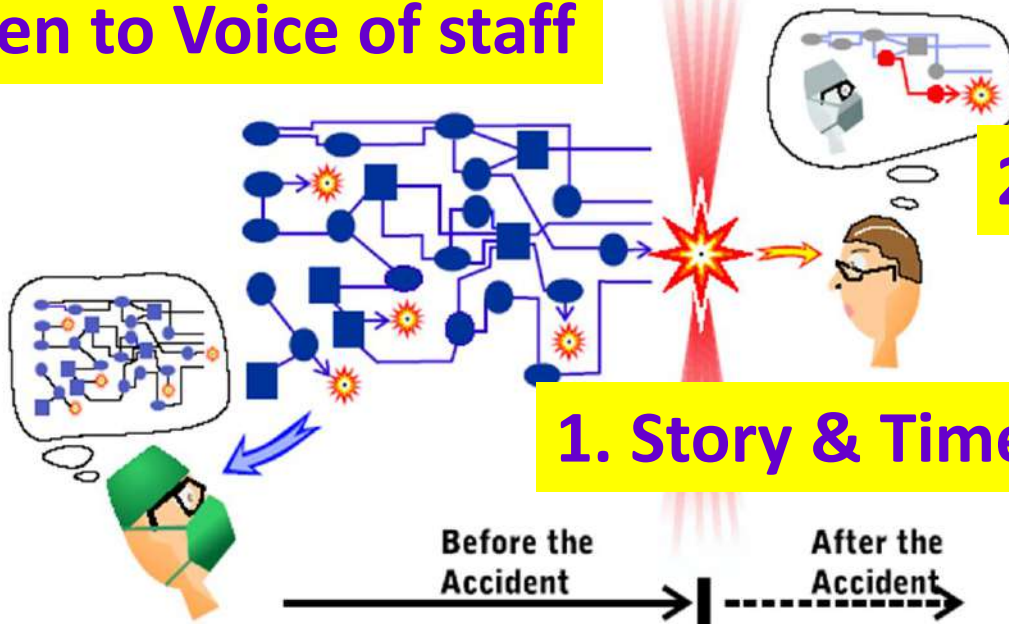 en to Voice of staff
2
1. Story & Time
Before the
Accident
After the
Accident